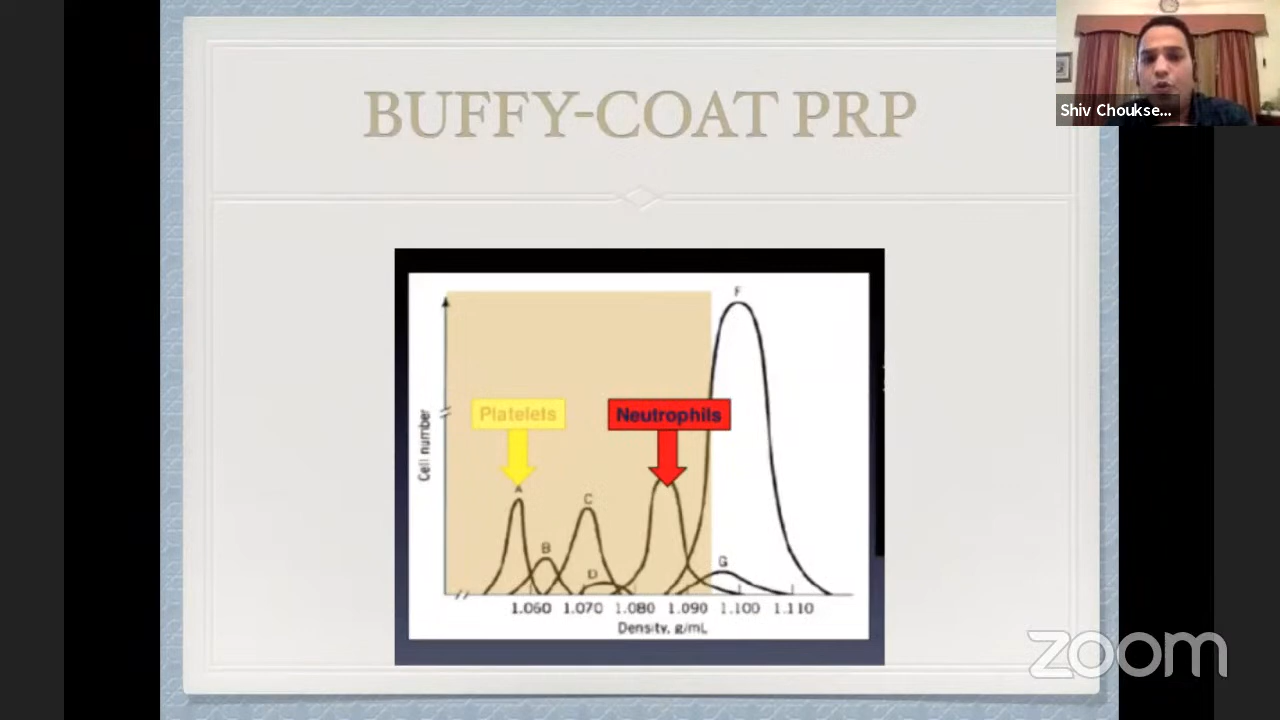 BUFFY-COAT PRP
Shiv Choukse...
F
Platelets
Neutrophils
Cell number
A
C
B
D
G
1.060 1.070 1.080 1.090 1.100 1.110
Density, g/mL
zoom